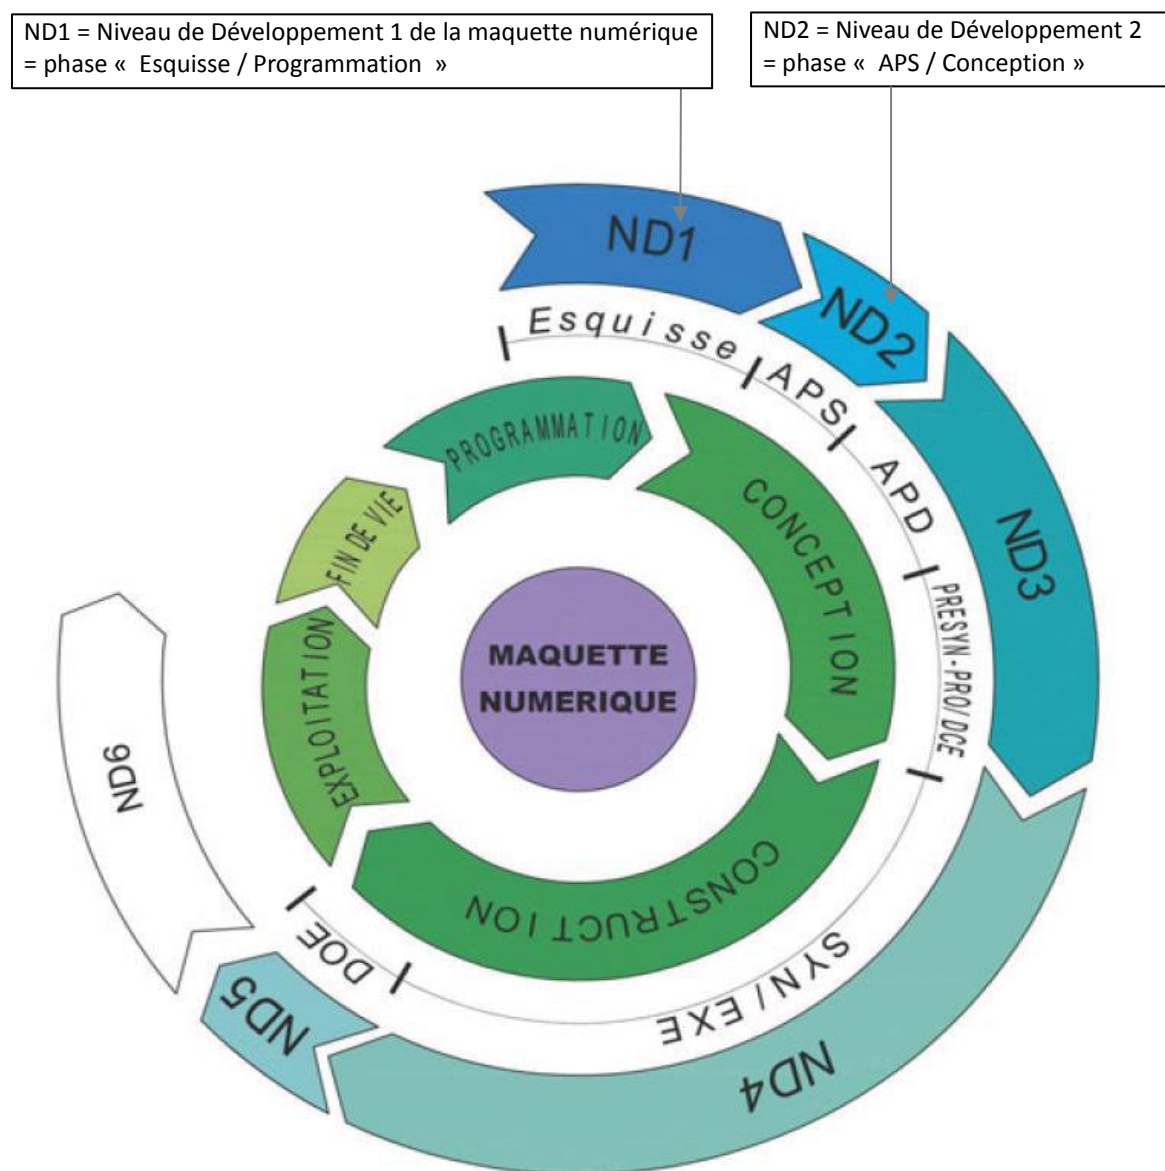 ND1 = Niveau de Développement 1 de la maquette numérique
= phase «  Esquisse / Programmation  »
ND2 = Niveau de Développement 2
= phase «  APS / Conception »
ND1
ND2
ND3
ND4
ND5
ND6
Esquisse
APS
APD
PRESYN-PRO/DCE
SYN/EXE
DOE
PROGRAMMATION
CONCEPTION
CONSTRUCTION
EXPLOITATION
FIN DE VIE
MAQUETTE
NUMERIQUE